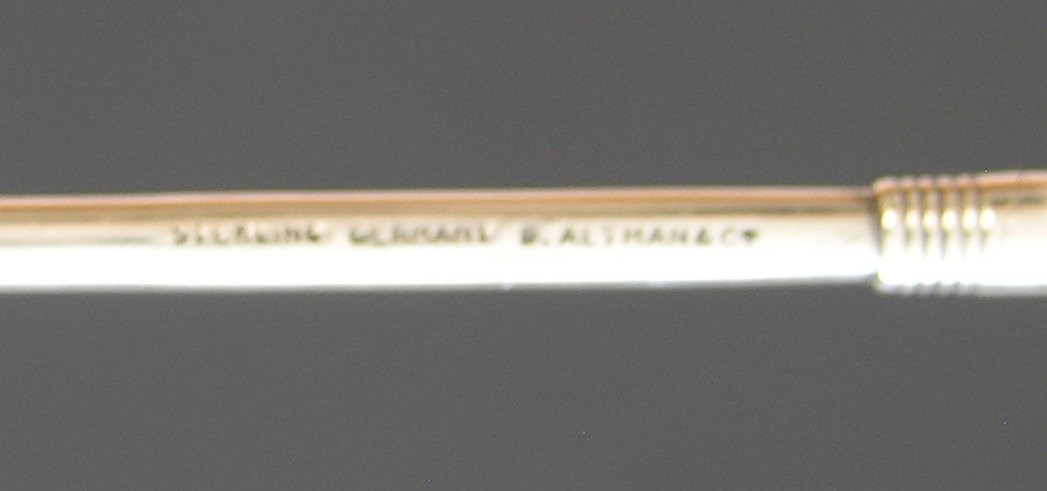 STERLING GERMANY B. ALTMAN & CO